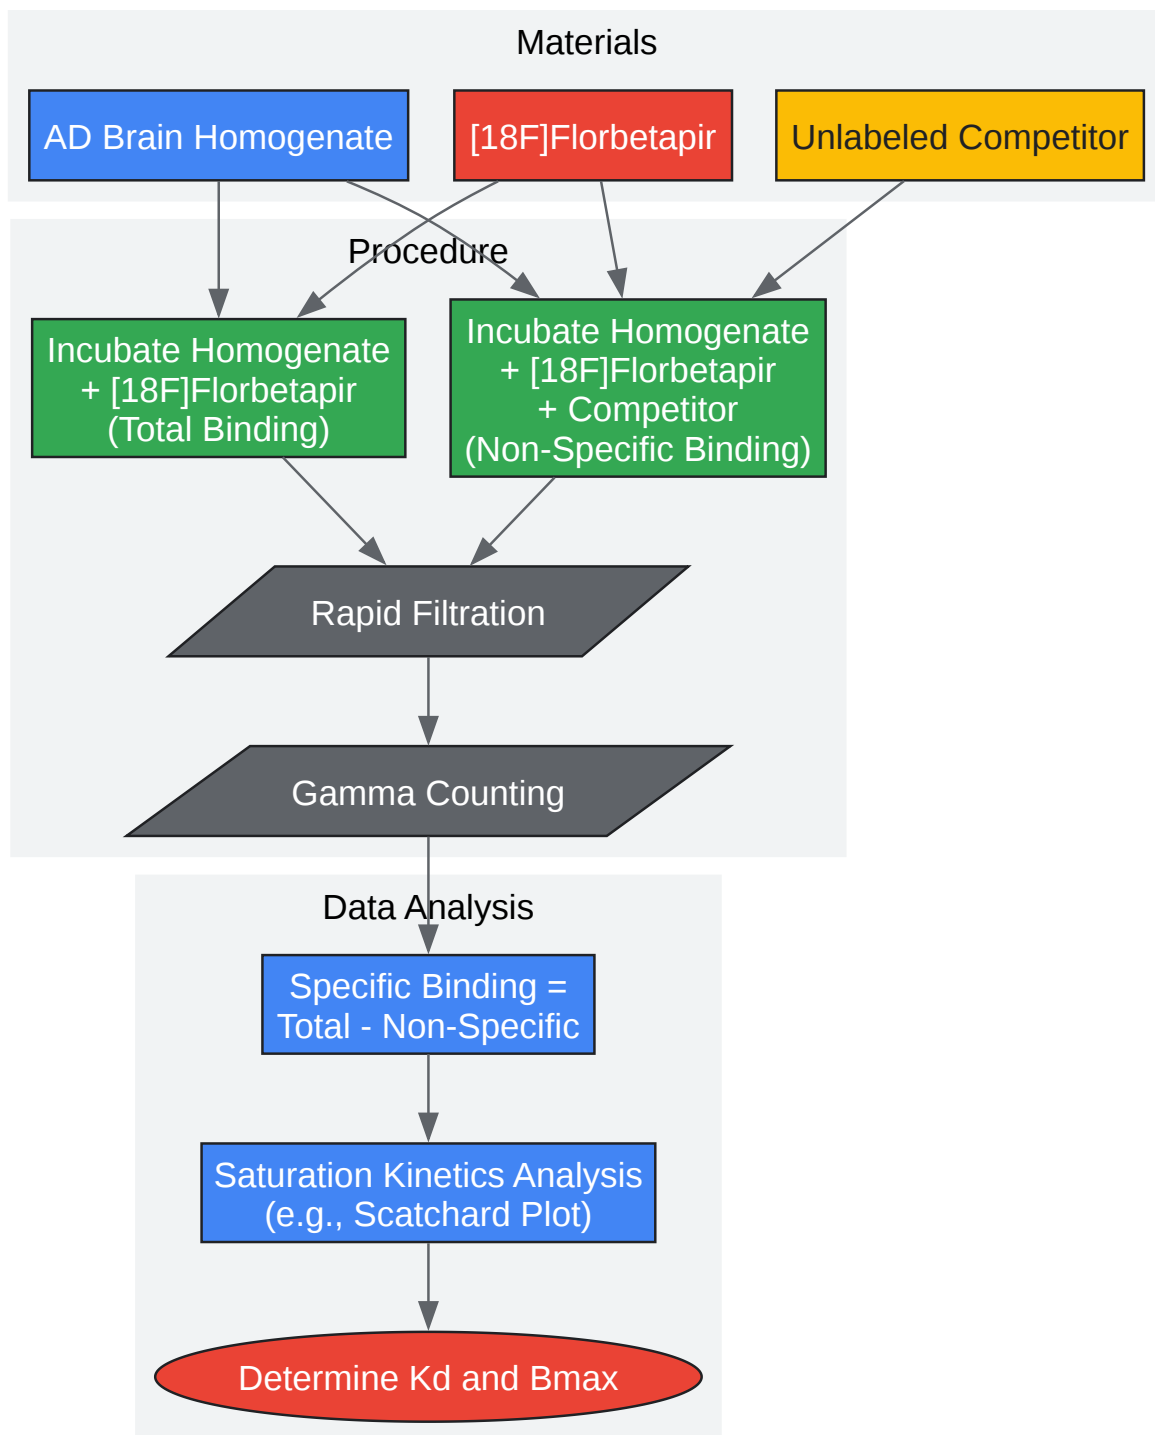 Materials
AD Brain Homogenate
[18F]Florbetapir
Unlabeled Competitor
Procedure
Incubate Homogenate
+ [18F]Florbetapir
(Total Binding)
Incubate Homogenate
+ [18F]Florbetapir
+ Competitor
(Non-Specific Binding)
Rapid Filtration
Gamma Counting
Data Analysis
Specific Binding =
Total - Non-Specific
Saturation Kinetics Analysis
(e.g., Scatchard Plot)
Determine Kd and Bmax